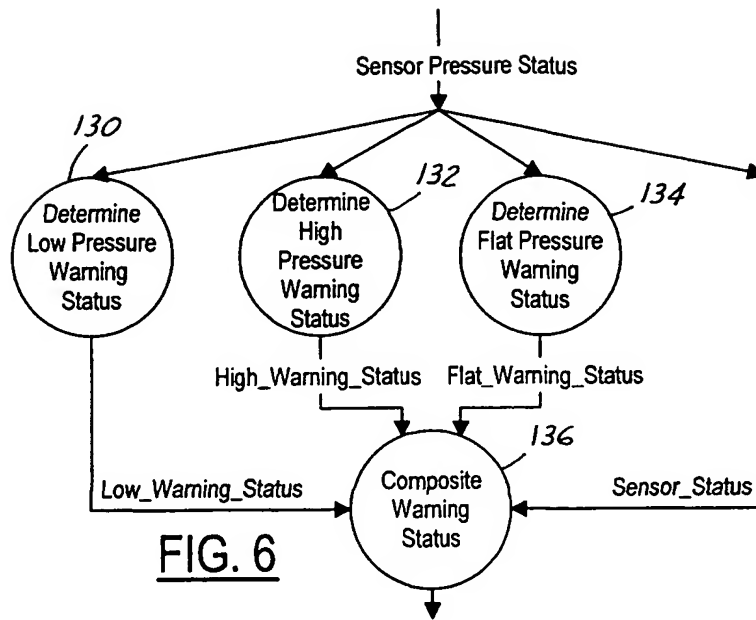 Sensor Pressure Status
130
132
134
Determine
Low Pressure
Warning
Status
Determine
High
Pressure
Warning
Status
Determine
Flat Pressure
Warning
Status
High_Warning_Status
Flat_Warning_Status
136
Low_Warning_Status
Composite
Warning
Status
Sensor_Status
FIG. 6